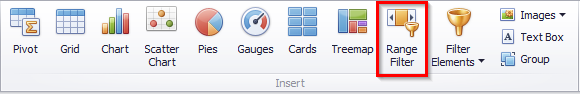 Pivot
Grid
Chart
Scatter
Chart
Pies
Gauges
Cards
Treemap
Range
Filter
Filter
Elements
Images
Text Box
Group
Insert